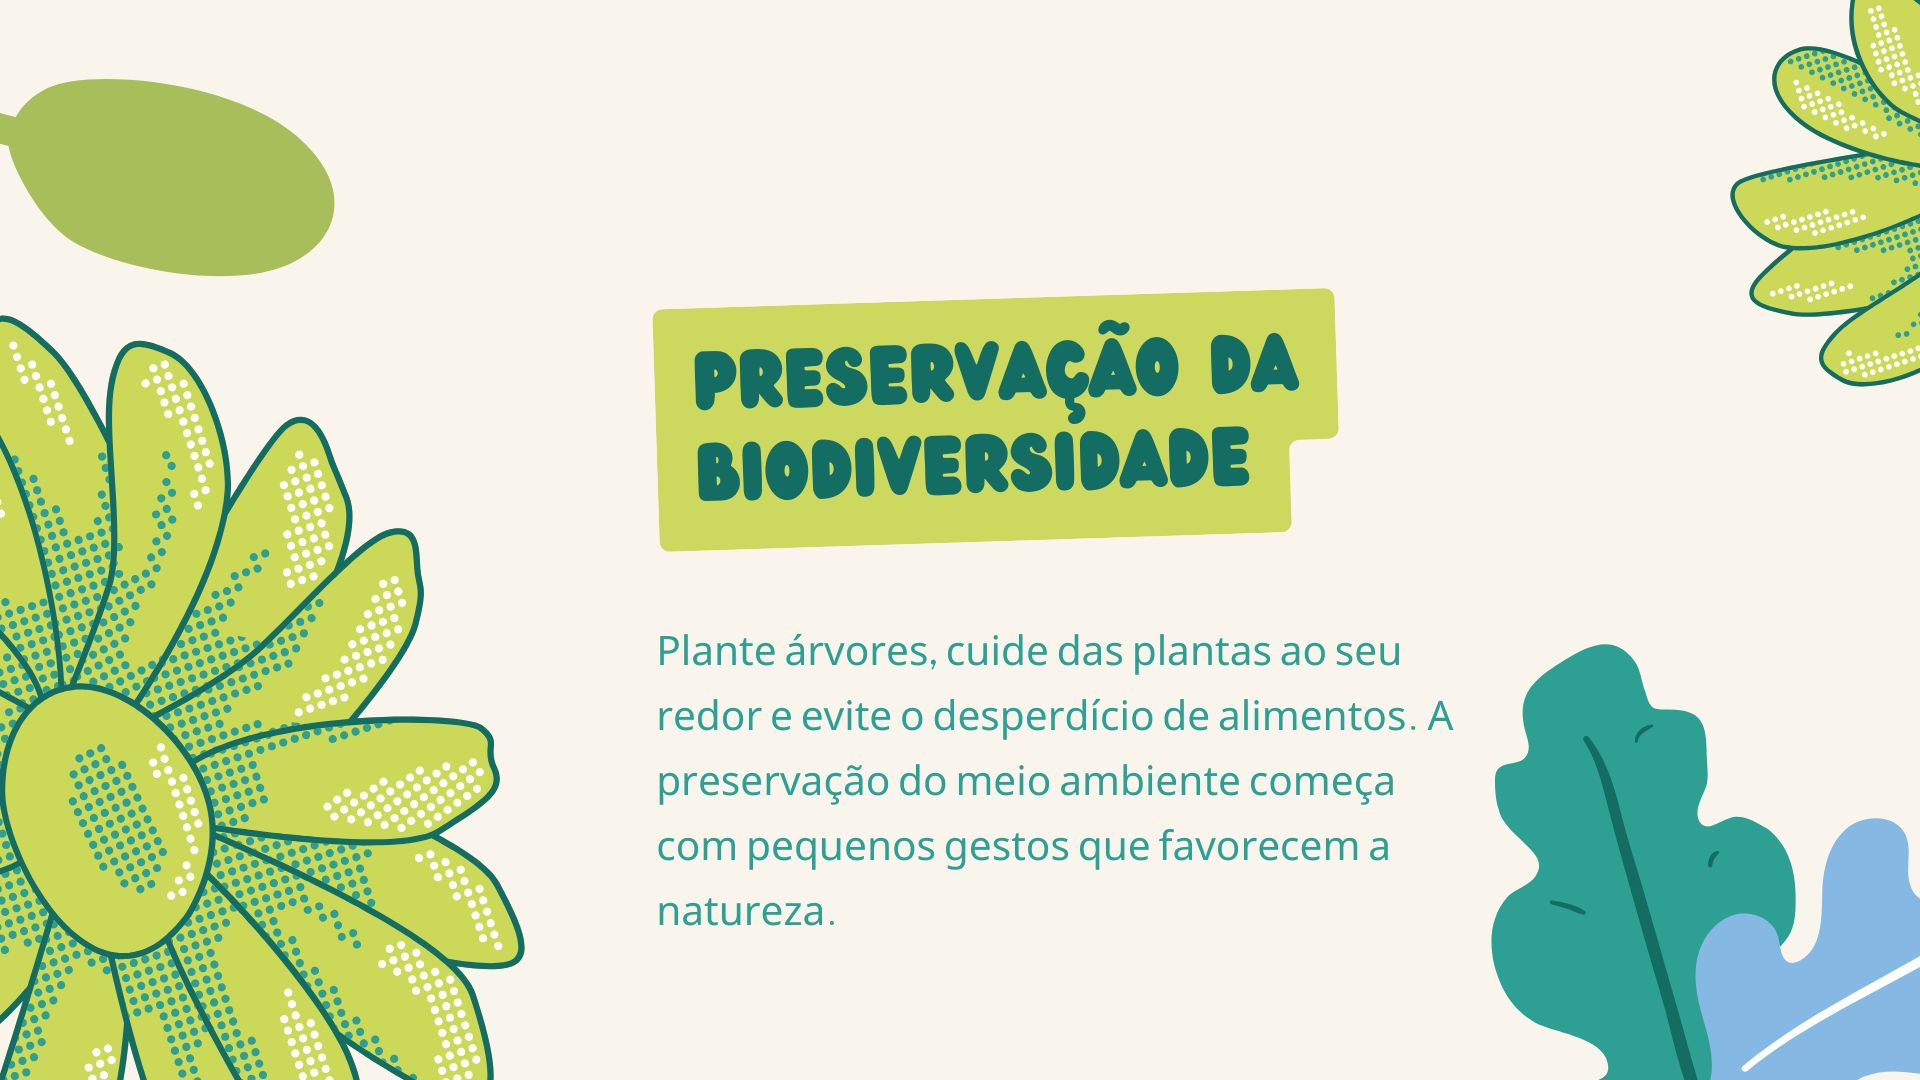 PRESERVAÇÃO DA
BIODIVERSIDADE
Plante árvores, cuide das plantas ao seu
redor e evite o desperdício de alimentos. A
preservação do meio ambiente começa
com pequenos gestos que favorecem a
natureza.